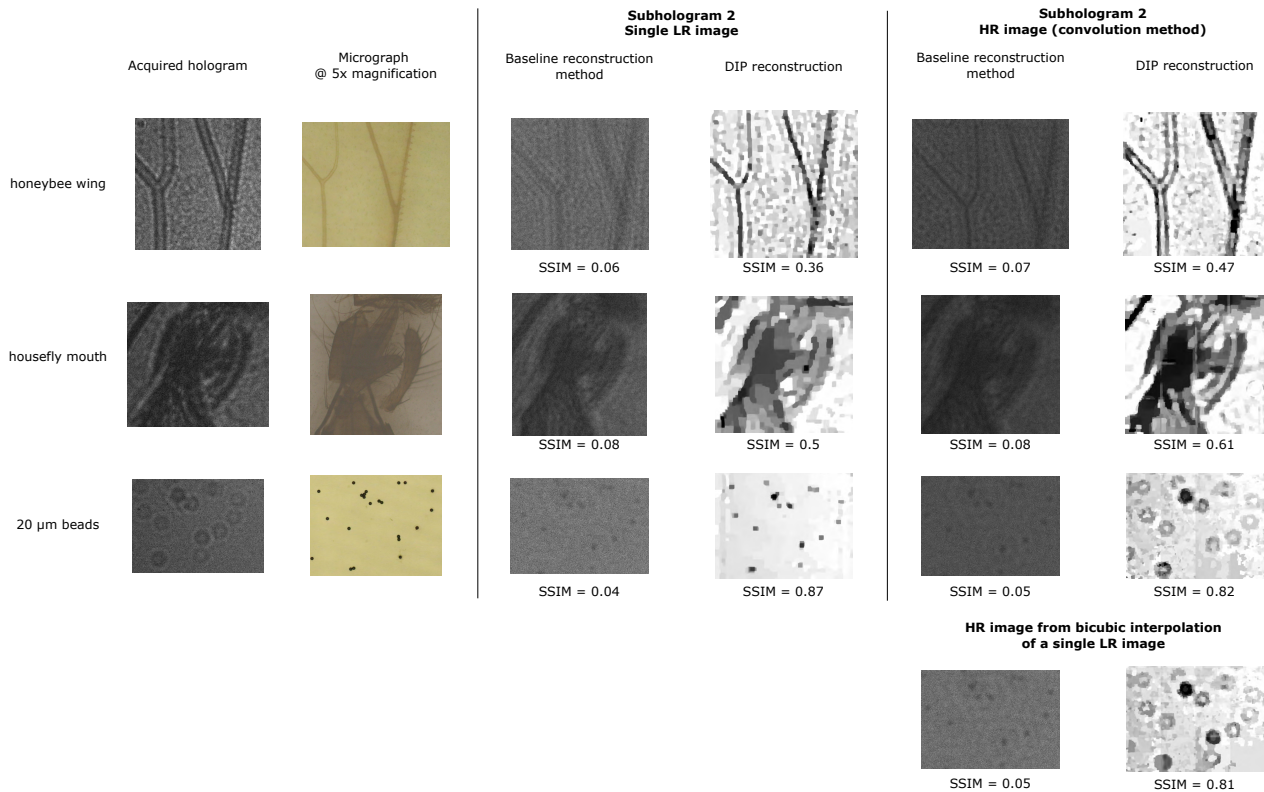 Subhologram 2
Single LR image
Subhologram 2
HR image (convolution method)
Acquired hologram
Micrograph
@ 5x magnification
Baseline reconstruction
method
DIP reconstruction
Baseline reconstruction
method
DIP reconstruction
honeybee wing
SSIM = 0.06
SSIM = 0.36
SSIM = 0.07
SSIM = 0.47
housefly mouth
SSIM = 0.08
SSIM = 0.5
SSIM = 0.08
SSIM = 0.61
20 µm beads
SSIM = 0.04
SSIM = 0.87
SSIM = 0.05
SSIM = 0.82
HR image from bicubic interpolation
of a single LR image
SSIM = 0.05
SSIM = 0.81